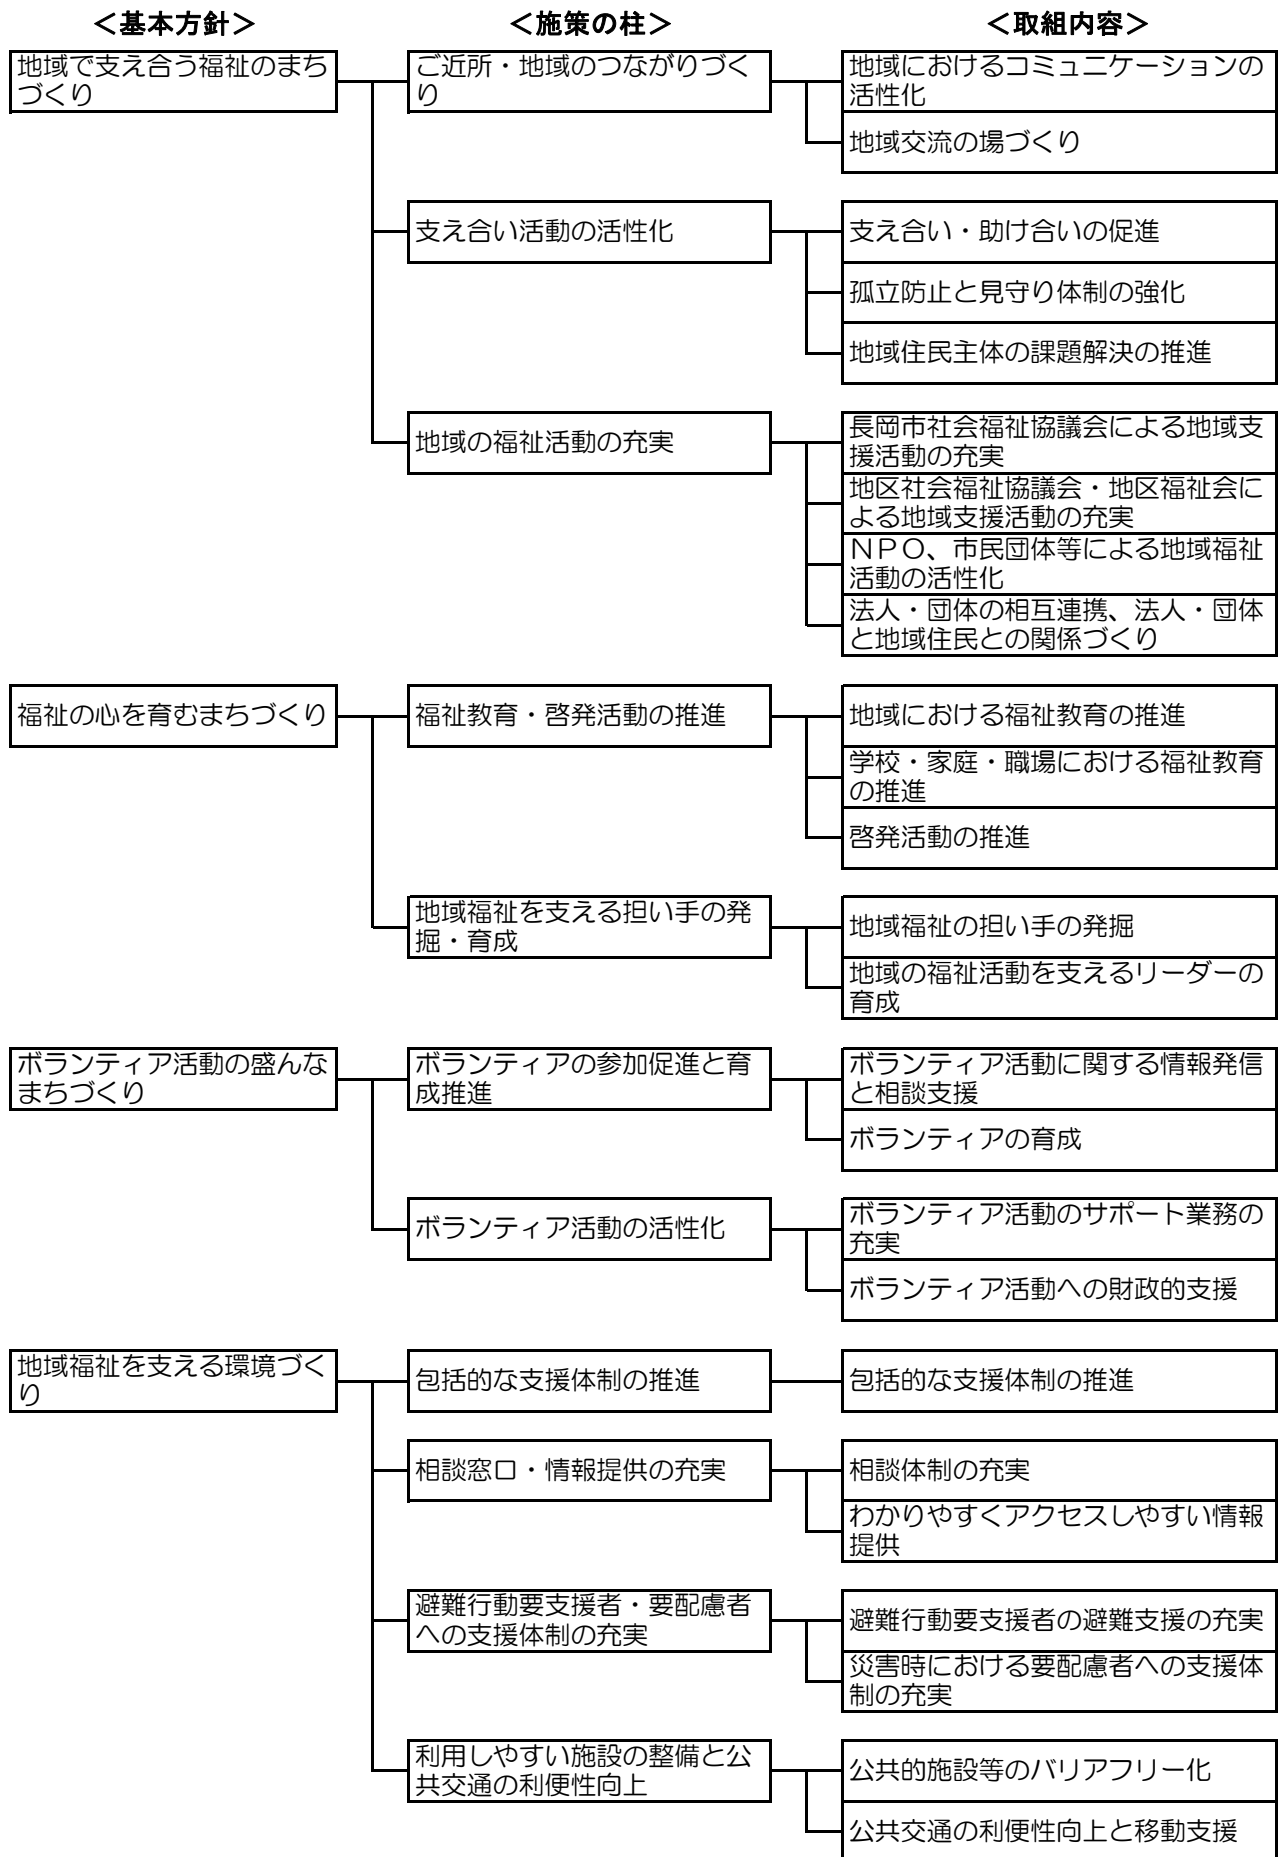 ＜基本方針＞
＜施策の柱＞
＜取組内容＞
地域で支え合う福祉のまち
づくり
ご近所・地域のつながりづく
り
地域におけるコミュニケーションの
活性化
地域交流の場づくり
支え合い活動の活性化
支え合い・助け合いの促進
孤立防止と見守り体制の強化
地域住民主体の課題解決の推進
地域の福祉活動の充実
長岡市社会福祉協議会による地域支
援活動の充実
地区社会福祉協議会・地区福祉会に
よる地域支援活動の充実
ＮＰＯ、市民団体等による地域福祉
活動の活性化
法人・団体の相互連携、法人・団体
と地域住民との関係づくり
福祉の心を育むまちづくり
福祉教育・啓発活動の推進
地域における福祉教育の推進
学校・家庭・職場における福祉教育
の推進
啓発活動の推進
地域福祉を支える担い手の発
掘・育成
地域福祉の担い手の発掘
地域の福祉活動を支えるリーダーの
育成
ボランティア活動の盛んな
まちづくり
ボランティアの参加促進と育
成推進
ボランティア活動に関する情報発信
と相談支援
ボランティアの育成
ボランティア活動の活性化
ボランティア活動のサポート業務の
充実
ボランティア活動への財政的支援
地域福祉を支える環境づく
り
包括的な支援体制の推進
包括的な支援体制の推進
相談窓口・情報提供の充実
相談体制の充実
わかりやすくアクセスしやすい情報
提供
避難行動要支援者・要配慮者
への支援体制の充実
避難行動要支援者の避難支援の充実
災害時における要配慮者への支援体
制の充実
利用しやすい施設の整備と公
共交通の利便性向上
公共的施設等のバリアフリー化
公共交通の利便性向上と移動支援